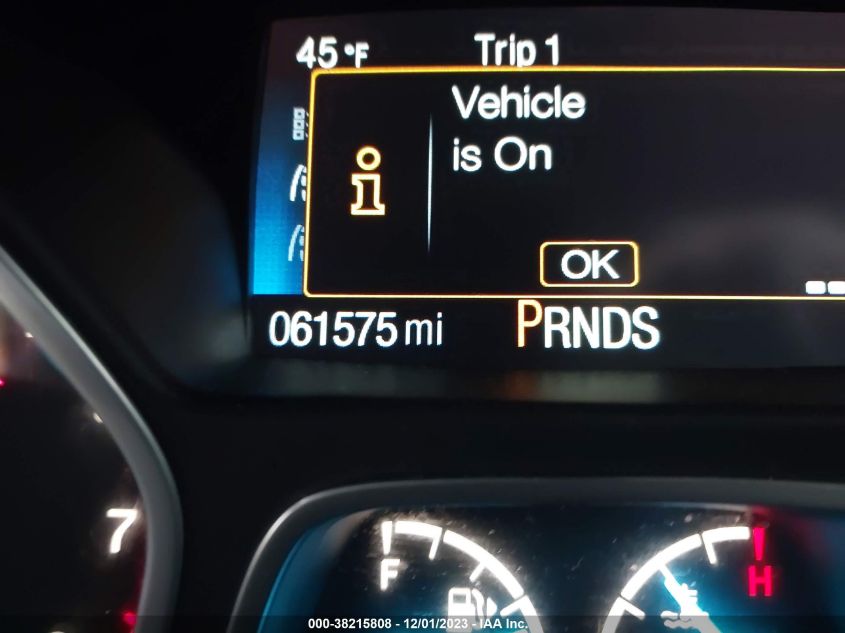 45°F Trip 1
Vehicle
is On
i
OK
061575 mi PRNDS
7
F H
000-38215808 - 12/01/2023 - IAA Inc.